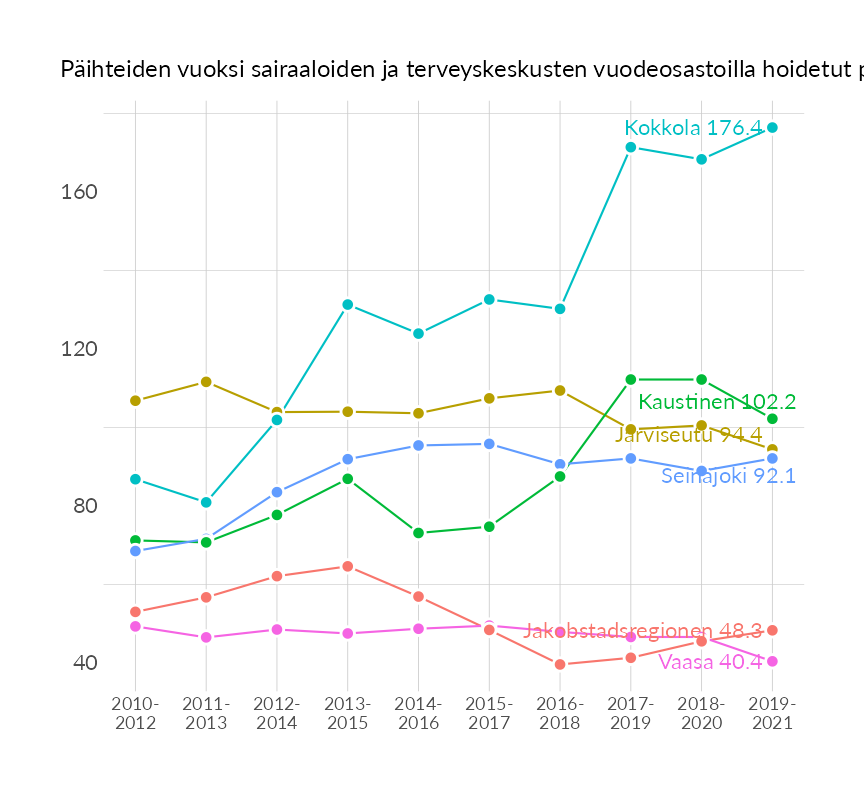 Päihteiden vuoksi sairaaloiden ja terveyskeskusten vuodeosastoilla hoidetut
Kokkola 176.4
160
120
Kaustinen 102.2
Järviseutu 94.4
Seinäjoki 92.1
80
Jakobstadsregionen 48.3
Vaasa 40.4
40
2010- 2011- 2012- 2013- 2014- 2015- 2016- 2017- 2018- 2019-
2012 2013 2014 2015 2016 2017 2018 2019 2020 2021